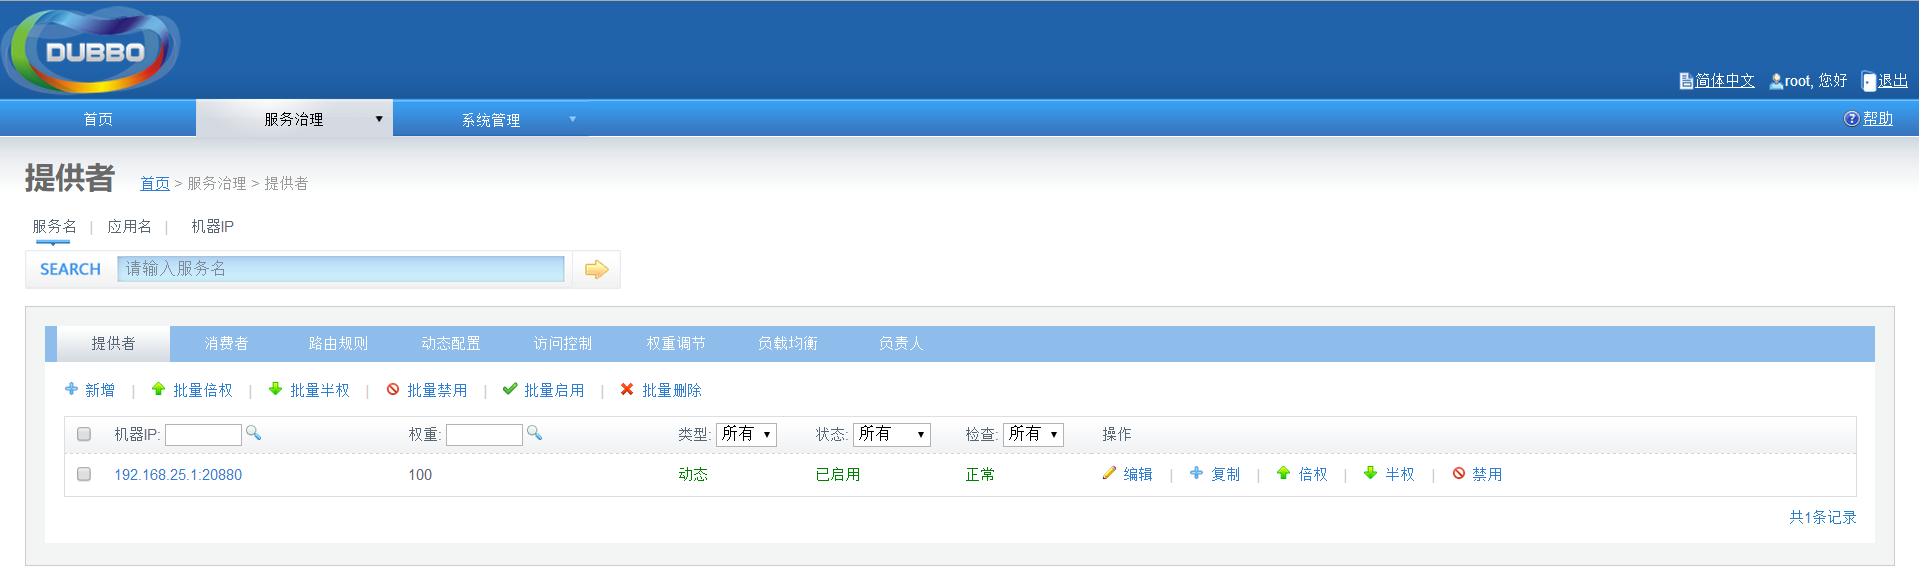 DUBBO
简体中文 root, 您好 退出
首页 服务治理 ▼ 系统管理 ▼ 帮助
提供者 首页 > 服务治理 > 提供者
服务名 | 应用名 | 机器IP
SEARCH 请输入服务名
提供者 消费者 路由规则 动态配置 访问控制 权重调节 负载均衡 负责人
新增 | 批量倍权 | 批量半权 | 批量禁用 | 批量启用 | 批量删除
机器IP: 权重: 类型: 所有 状态: 所有 检查: 所有 操作
192.168.25.1:20880 100 动态 已启用 正常 编辑 | 复制 | 倍权 | 半权 | 禁用
共1条记录